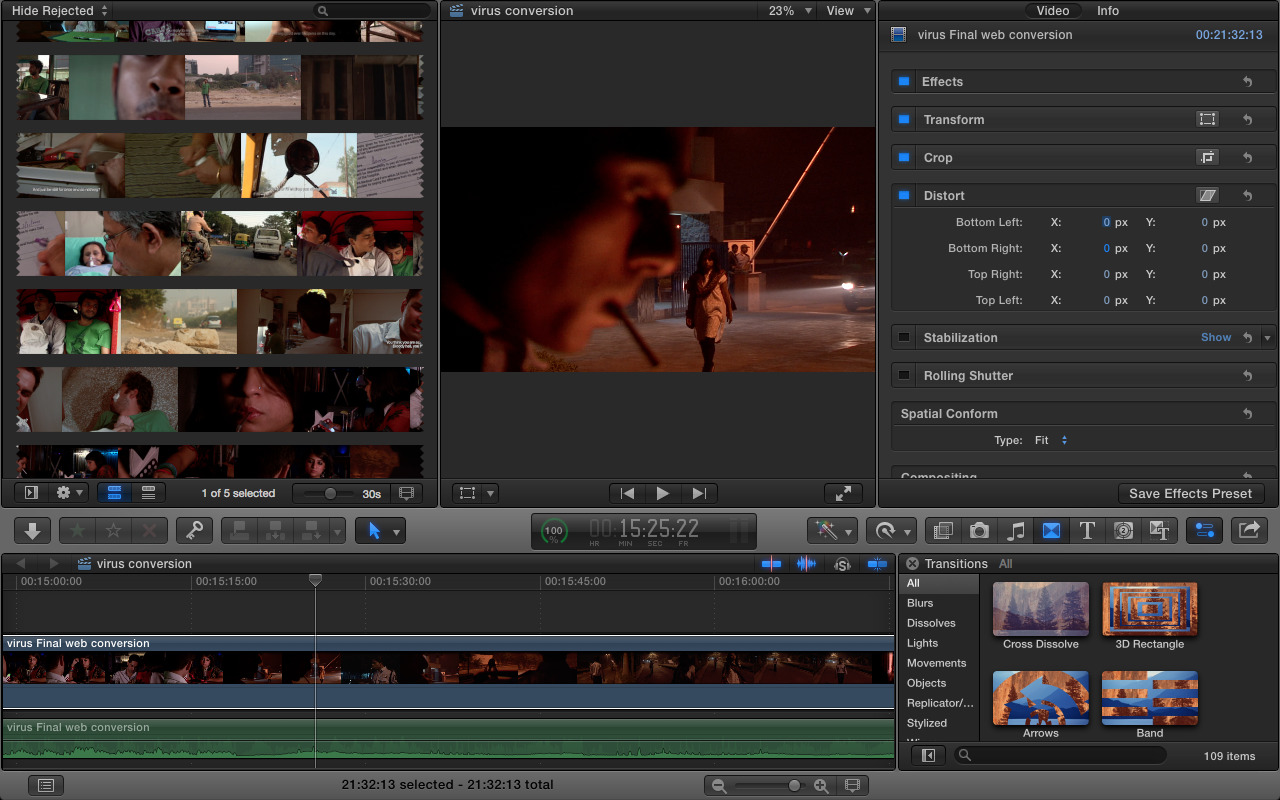 Hide Rejected
virus conversion
23%
View
Video
Info
virus Final web conversion
00:21:32:13
Effects
Transform
Crop
Distort
Bottom Left: X: 0 px Y: 0 px
Bottom Right: X: 0 px Y: 0 px
Top Right: X: 0 px Y: 0 px
Top Left: X: 0 px Y: 0 px
Stabilization
Show
Rolling Shutter
Spatial Conform
Type: Fit
Compositing
1 of 5 selected
30s
Save Effects Preset
100
%
00:15:25:22
HR MIN SEC FR
virus conversion
00:15:00:00
00:15:15:00
00:15:30:00
00:15:45:00
00:16:00:00
virus Final web conversion
virus Final web conversion
Transitions
All
All
Blurs
Dissolves
Lights
Movements
Objects
Replicator/...
Stylized
Cross Dissolve
3D Rectangle
Arrows
Band
109 items
21:32:13 selected - 21:32:13 total